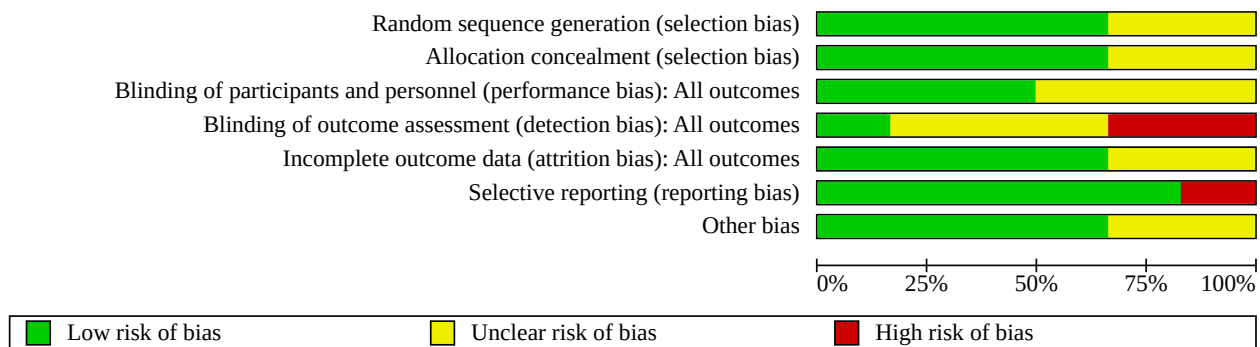 Random sequence generation (selection bias)
Allocation concealment (selection bias)
Blinding of participants and personnel (performance bias): All outcomes
Blinding of outcome assessment (detection bias): All outcomes
Incomplete outcome data (attrition bias): All outcomes
Selective reporting (reporting bias)
Other bias
0% 25% 50% 75% 100%
Low risk of bias Unclear risk of bias High risk of bias